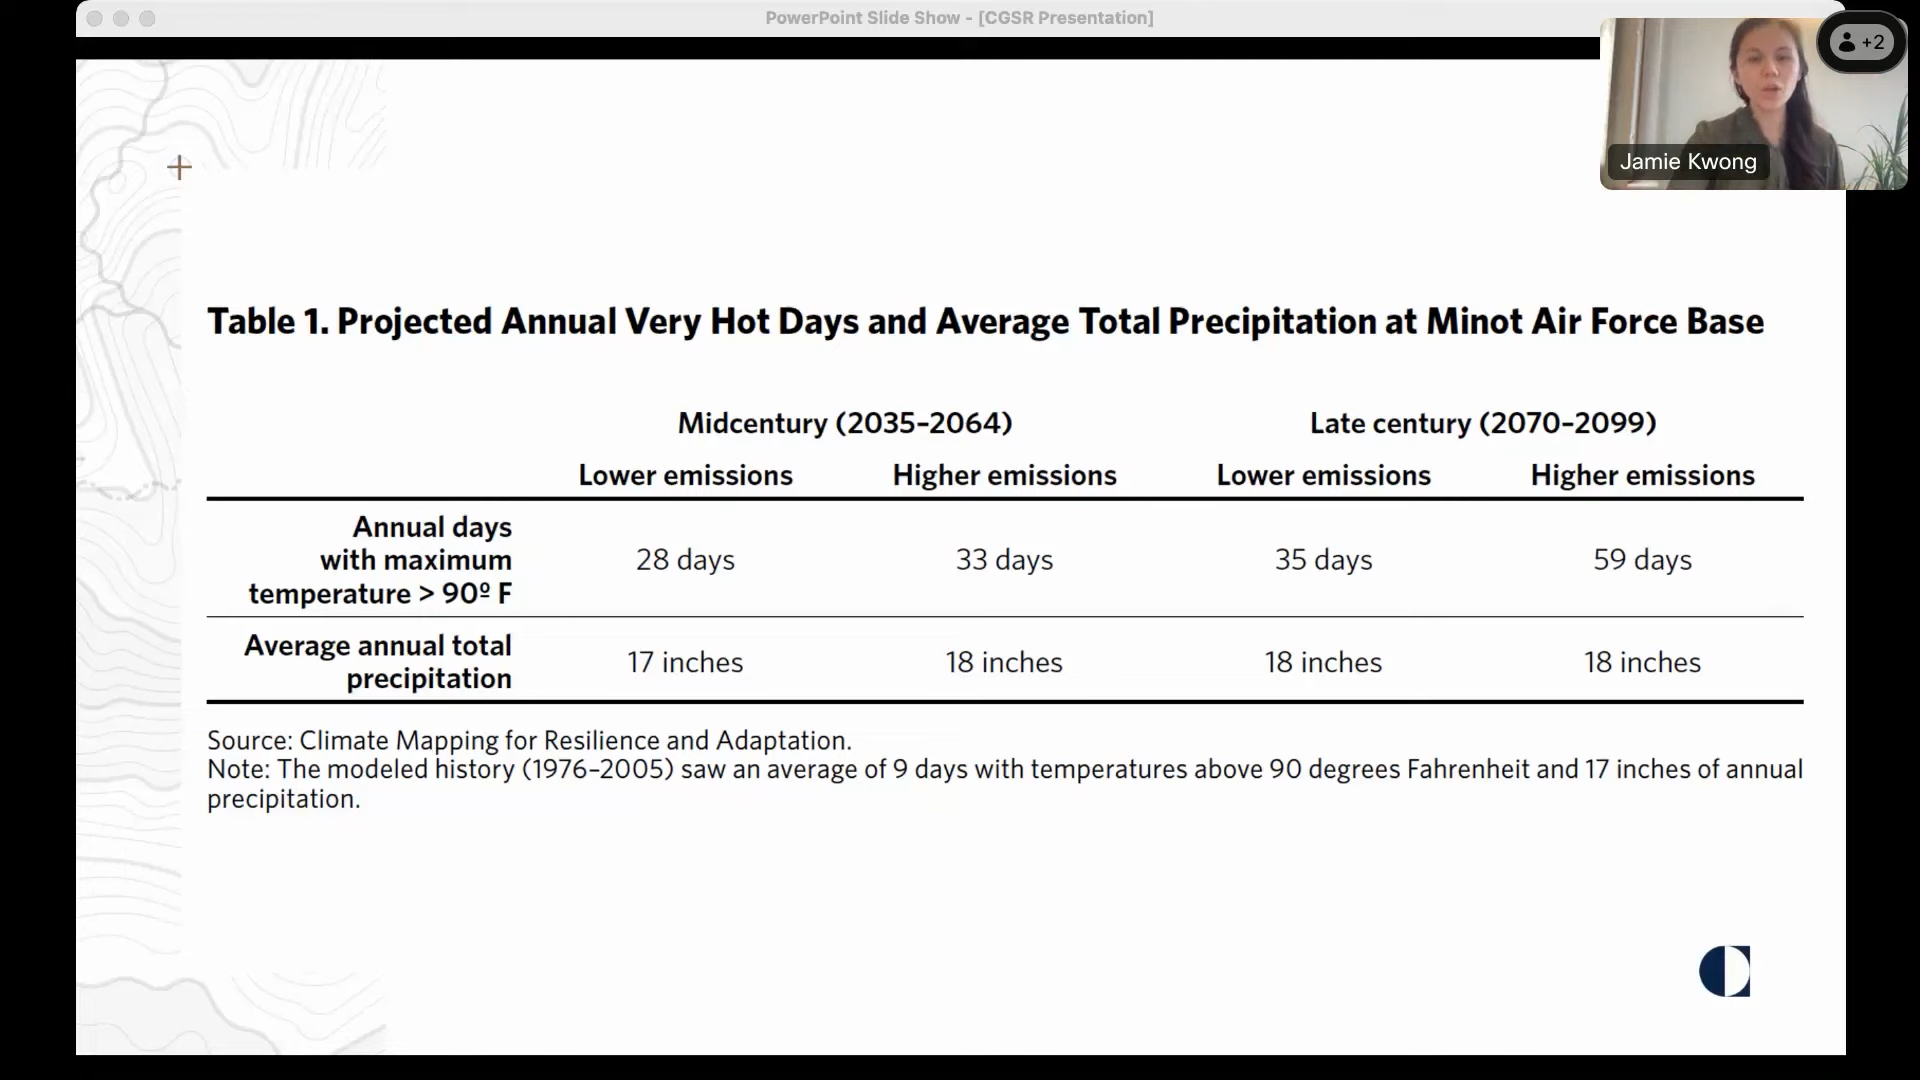 PowerPoint Slide Show - [CGSR Presentation]
+2
Jamie Kwong
Table 1. Projected Annual Very Hot Days and Average Total Precipitation at Minot Air Force Base
Midcentury (2035–2064) Late century (2070–2099)
Lower emissions Higher emissions Lower emissions Higher emissions
Annual days
with maximum
temperature > 90º F
28 days 33 days 35 days 59 days
Average annual total
precipitation
17 inches 18 inches 18 inches 18 inches
Source: Climate Mapping for Resilience and Adaptation.
Note: The modeled history (1976–2005) saw an average of 9 days with temperatures above 90 degrees Fahrenheit and 17 inches of annual
precipitation.